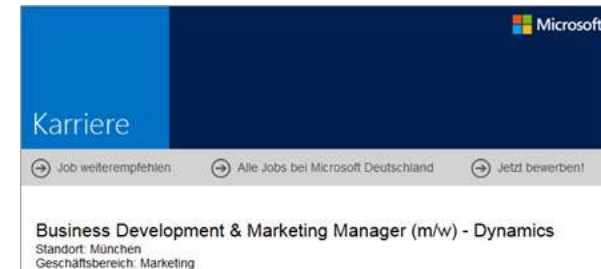 Microsoft
Karriere
Job weiterempfehlen
Alle Jobs bei Microsoft Deutschland
Jetzt bewerben!
Business Development & Marketing Manager (m/w) - Dynamics
Standort: München
Geschäftsbereich: Marketing